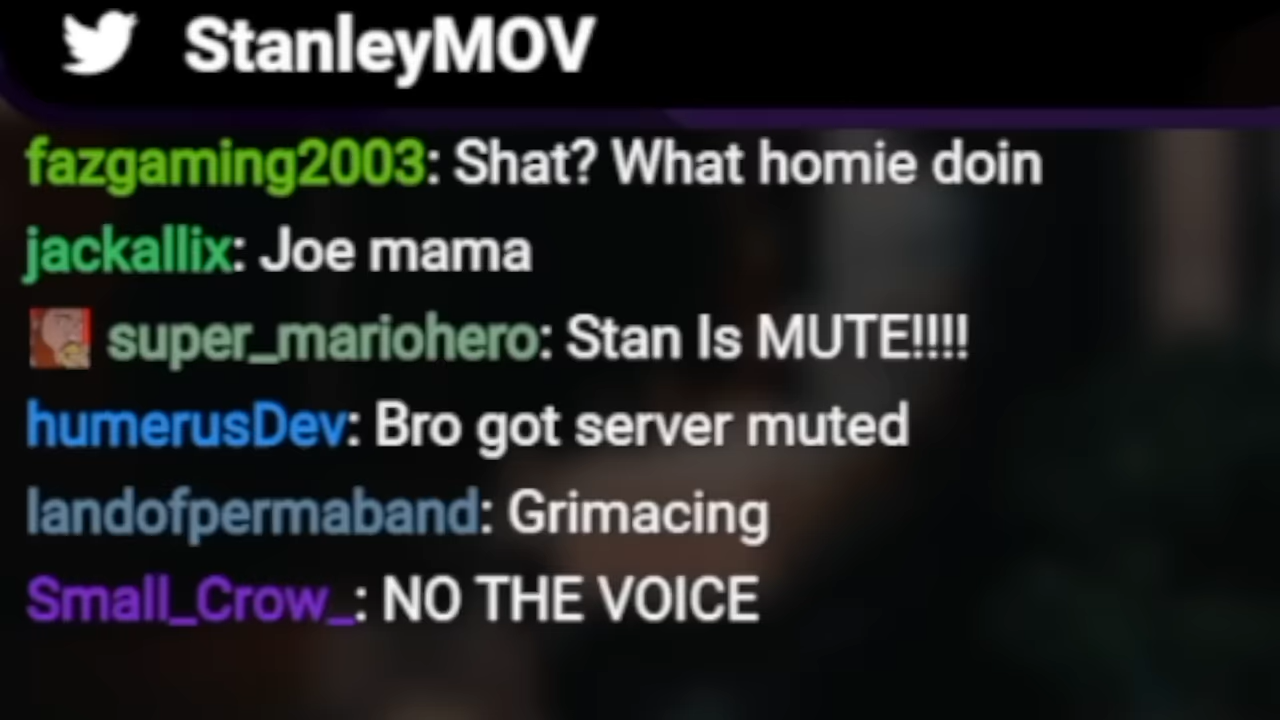 StanleyMOV
fazgaming2003: Shat? What homie doin
jackallix: Joe mama
super_mariohero: Stan Is MUTE!!!!
humerusDev: Bro got server muted
landofpermaband: Grimacing
Small_Crow_: NO THE VOICE